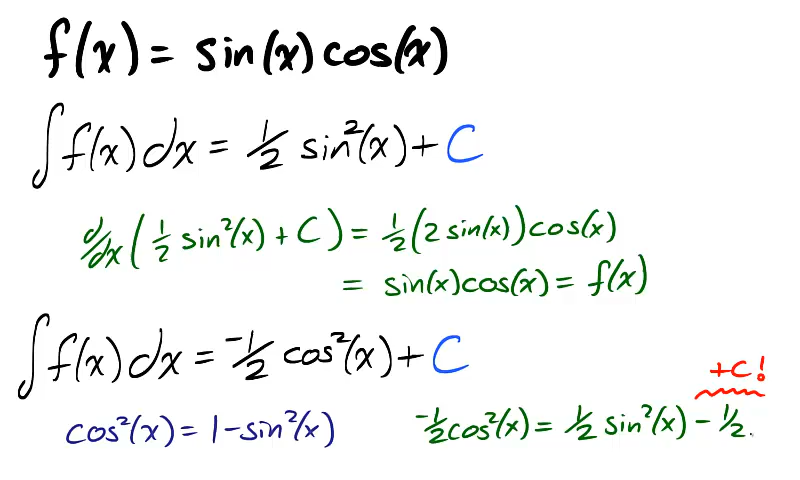 f(x) = sin(x)cos(x)
∫f(x)dx = 1/2 sin²(x) + C
d/dx(1/2 sin²(x) + C) = 1/2(2 sin(x))cos(x)
= sin(x)cos(x) = f(x)
∫f(x)dx = -1/2 cos²(x) + C
+C!
cos²(x) = 1-sin²(x)
-1/2cos²(x) = 1/2 sin²(x) - 1/2.